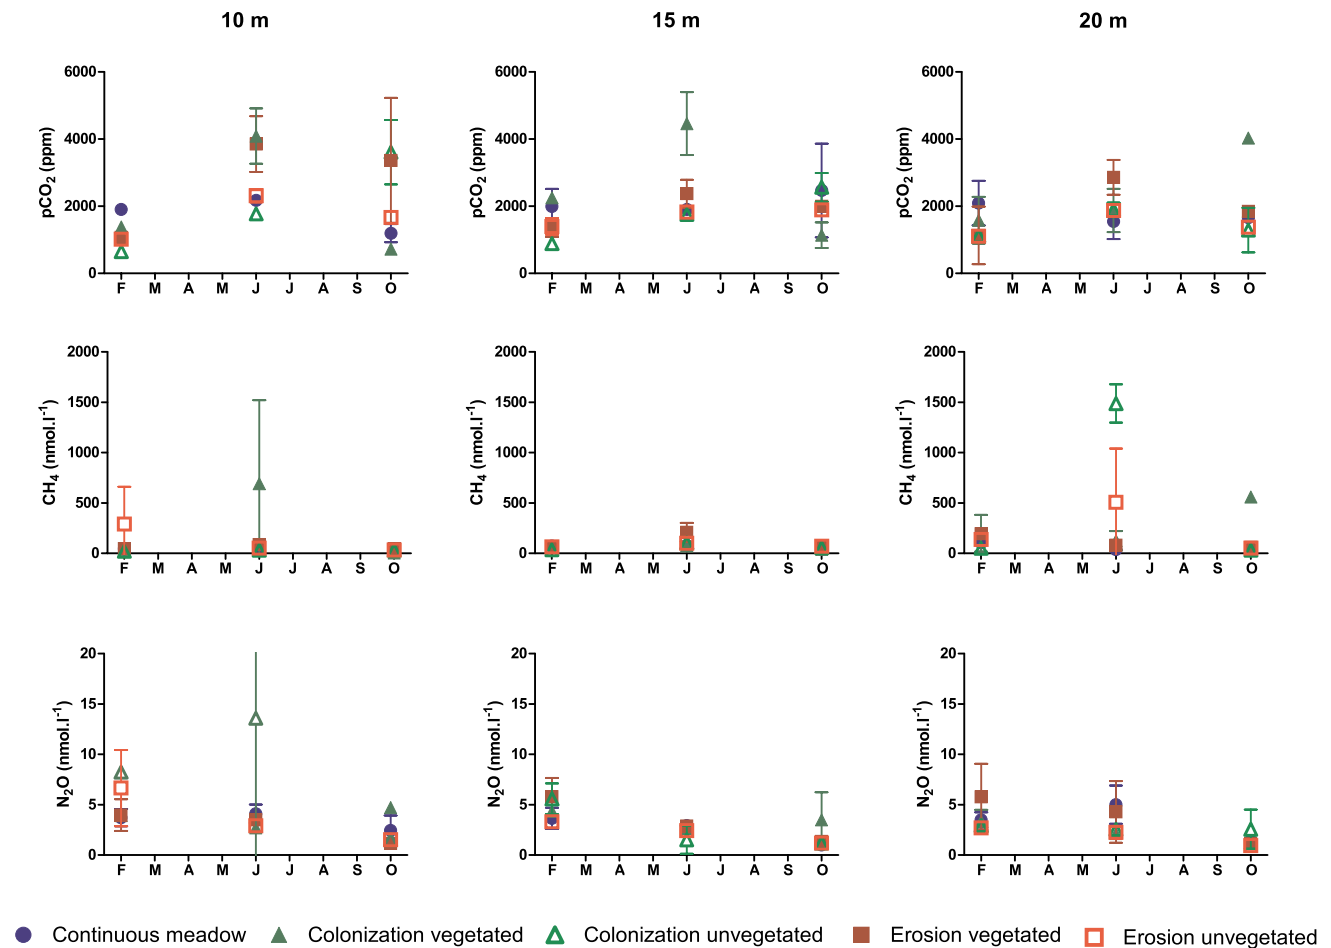 10 m 15 m 20 m
6000 6000 6000
4000 4000 4000
2000 2000 2000
0 0 0
pCO2 (ppm) pCO2 (ppm) pCO2 (ppm)
F M A M J J A S O F M A M J J A S O F M A M J J A S O
2000 2000 2000
1500 1500 1500
1000 1000 1000
500 500 500
0 0 0
CH4 (nmol.l-1) CH4 (nmol.l-1) CH4 (nmol.l-1)
F M A M J J A S O F M A M J J A S O F M A M J J A S O
20 20 20
15 15 15
10 10 10
5 5 5
0 0 0
N2O (nmol.l-1) N2O (nmol.l-1) N2O (nmol.l-1)
F M A M J J A S O F M A M J J A S O F M A M J J A S O
Continuous meadow Colonization vegetated Colonization unvegetated Erosion vegetated Erosion unvegetated